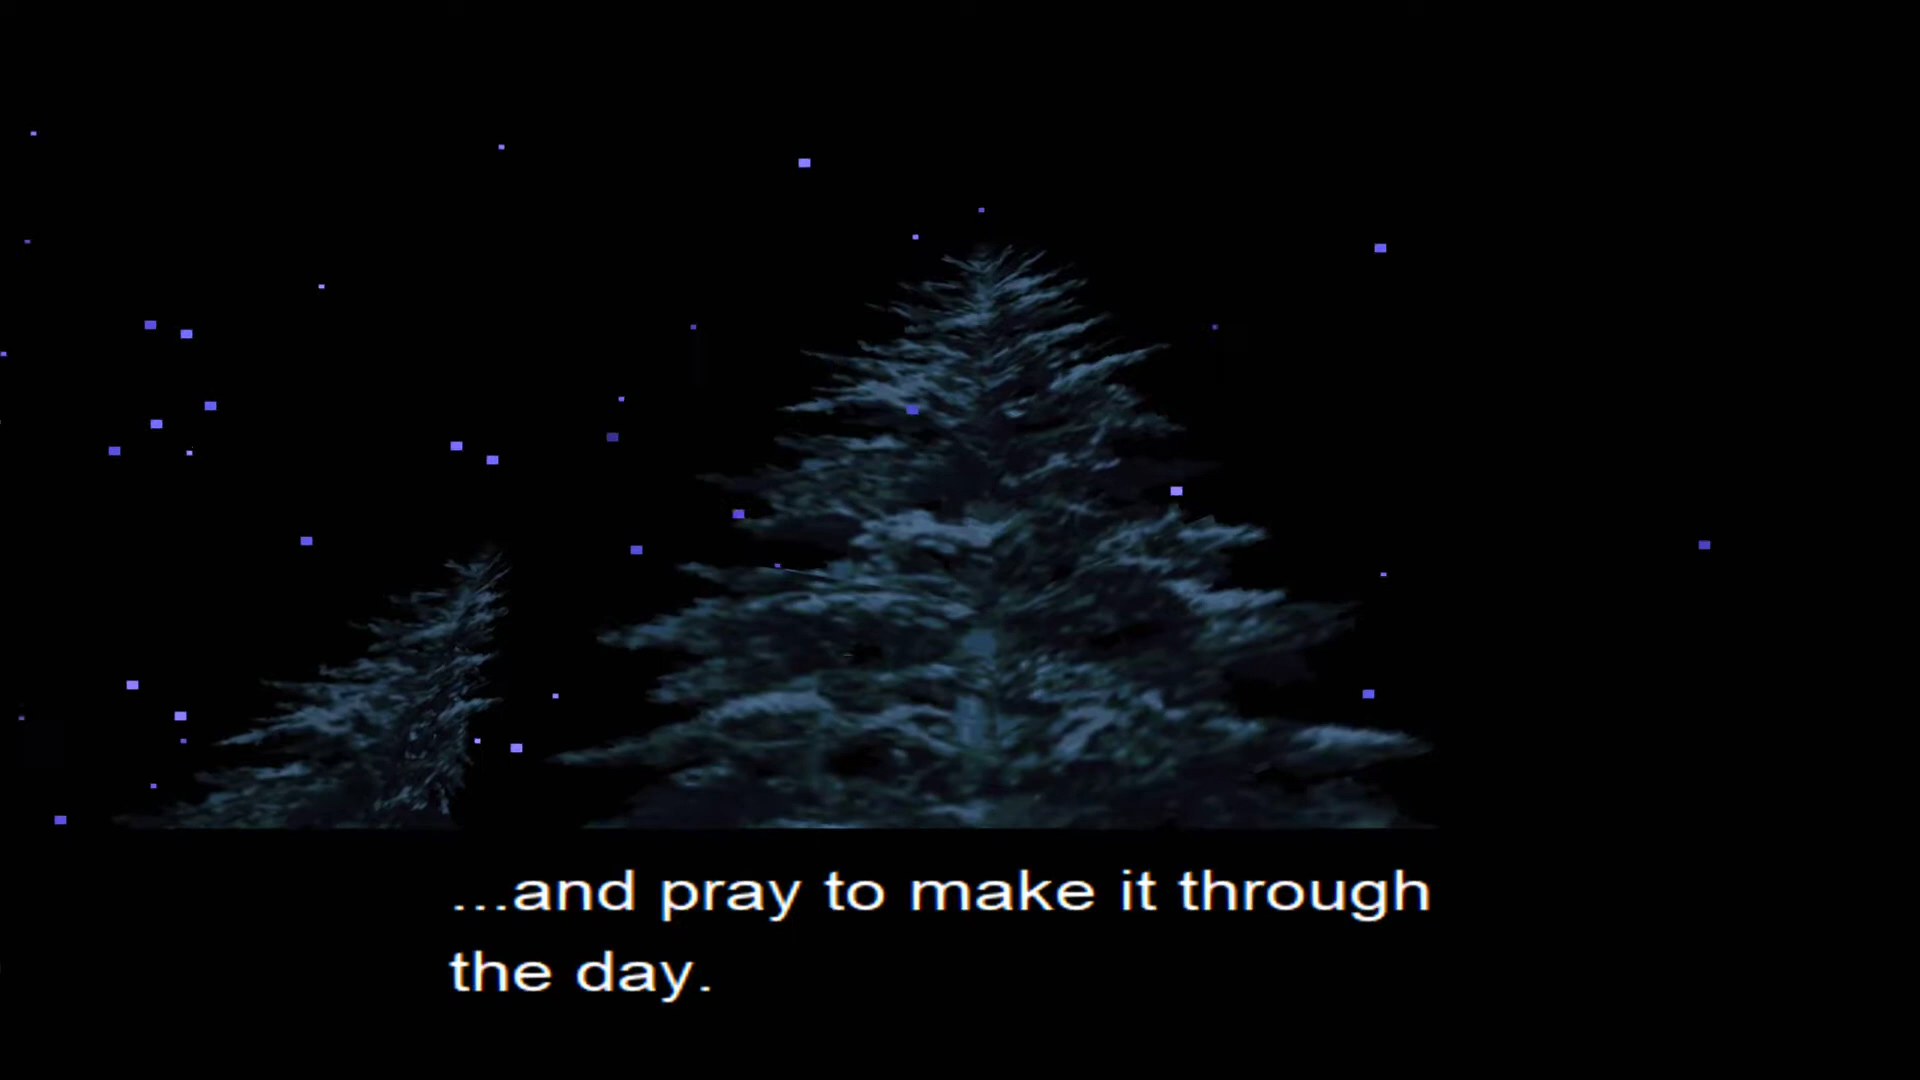 ...and pray to make it through
the day.